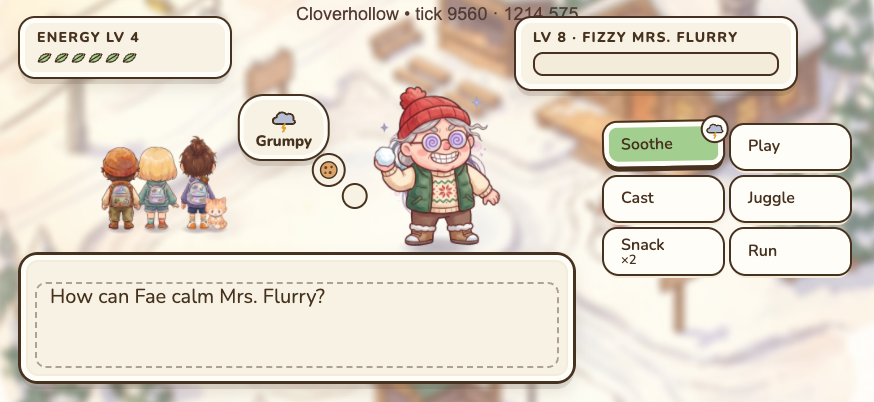 Cloverhollow • tick 9560 · 1214,575
ENERGY LV 4
LV 8 · FIZZY MRS. FLURRY
Grumpy
Soothe
Play
Cast
Juggle
Snack
×2
Run
How can Fae calm Mrs. Flurry?